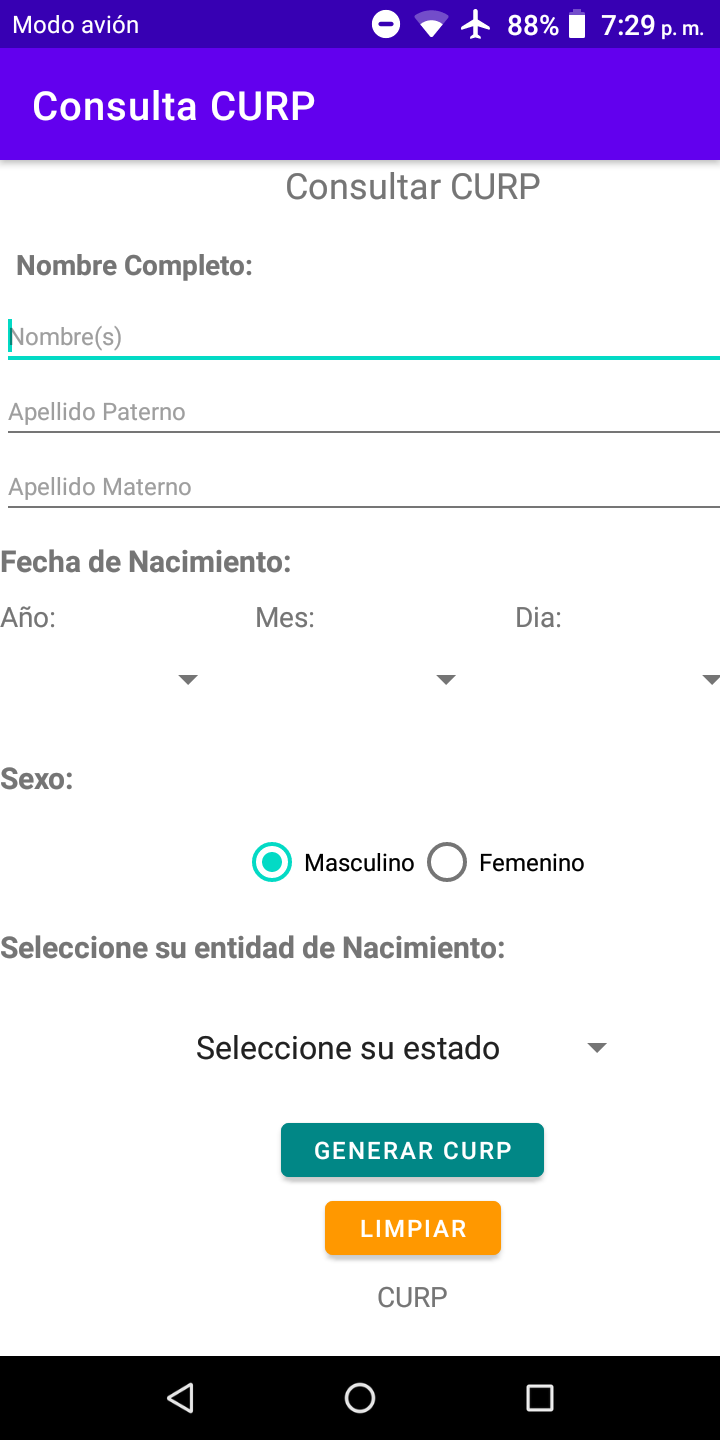 Modo avión 88% 7:29 p. m.
Consulta CURP
Consultar CURP
Nombre Completo:
Nombre(s)
Apellido Paterno
Apellido Materno
Fecha de Nacimiento:
Año: Mes: Dia:
Sexo:
Masculino Femenino
Seleccione su entidad de Nacimiento:
Seleccione su estado
GENERAR CURP
LIMPIAR
CURP